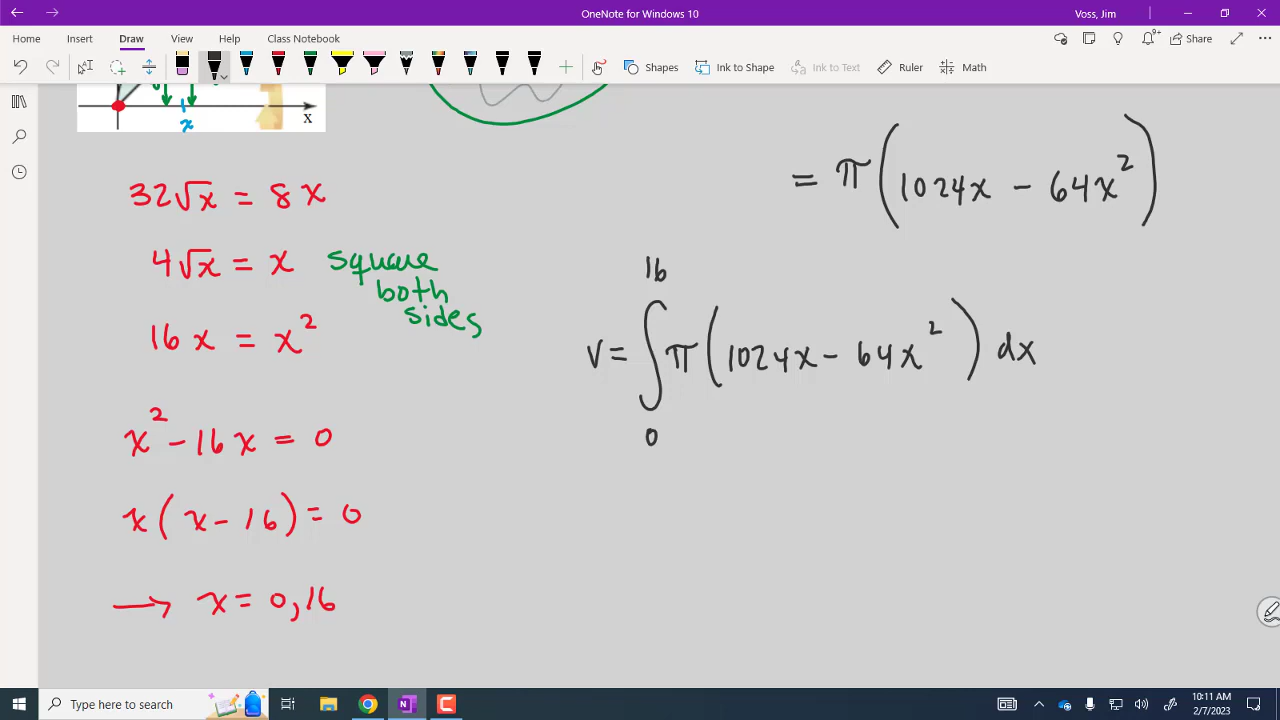 OneNote for Windows 10
Voss, Jim
Home Insert Draw View Help Class Notebook
Share
Shapes Ink to Shape Ink to Text Ruler Math
x
x
32√x = 8x
4√x = x
square
both
sides
16x = x²
x² - 16x = 0
x(x - 16) = 0
→ x = 0, 16
= π(1024x - 64x²)
16
V = ∫ π(1024x - 64x²) dx
0
Type here to search
10:11 AM
2/7/2023